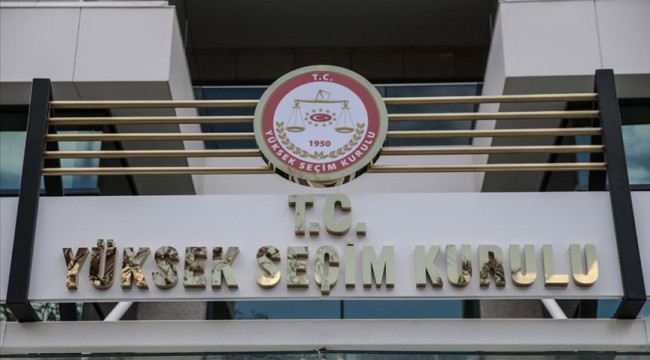 T.C.
1950
YÜKSEK SEÇİM KURULU
T.C.
YÜKSEK SEÇİM KURULU